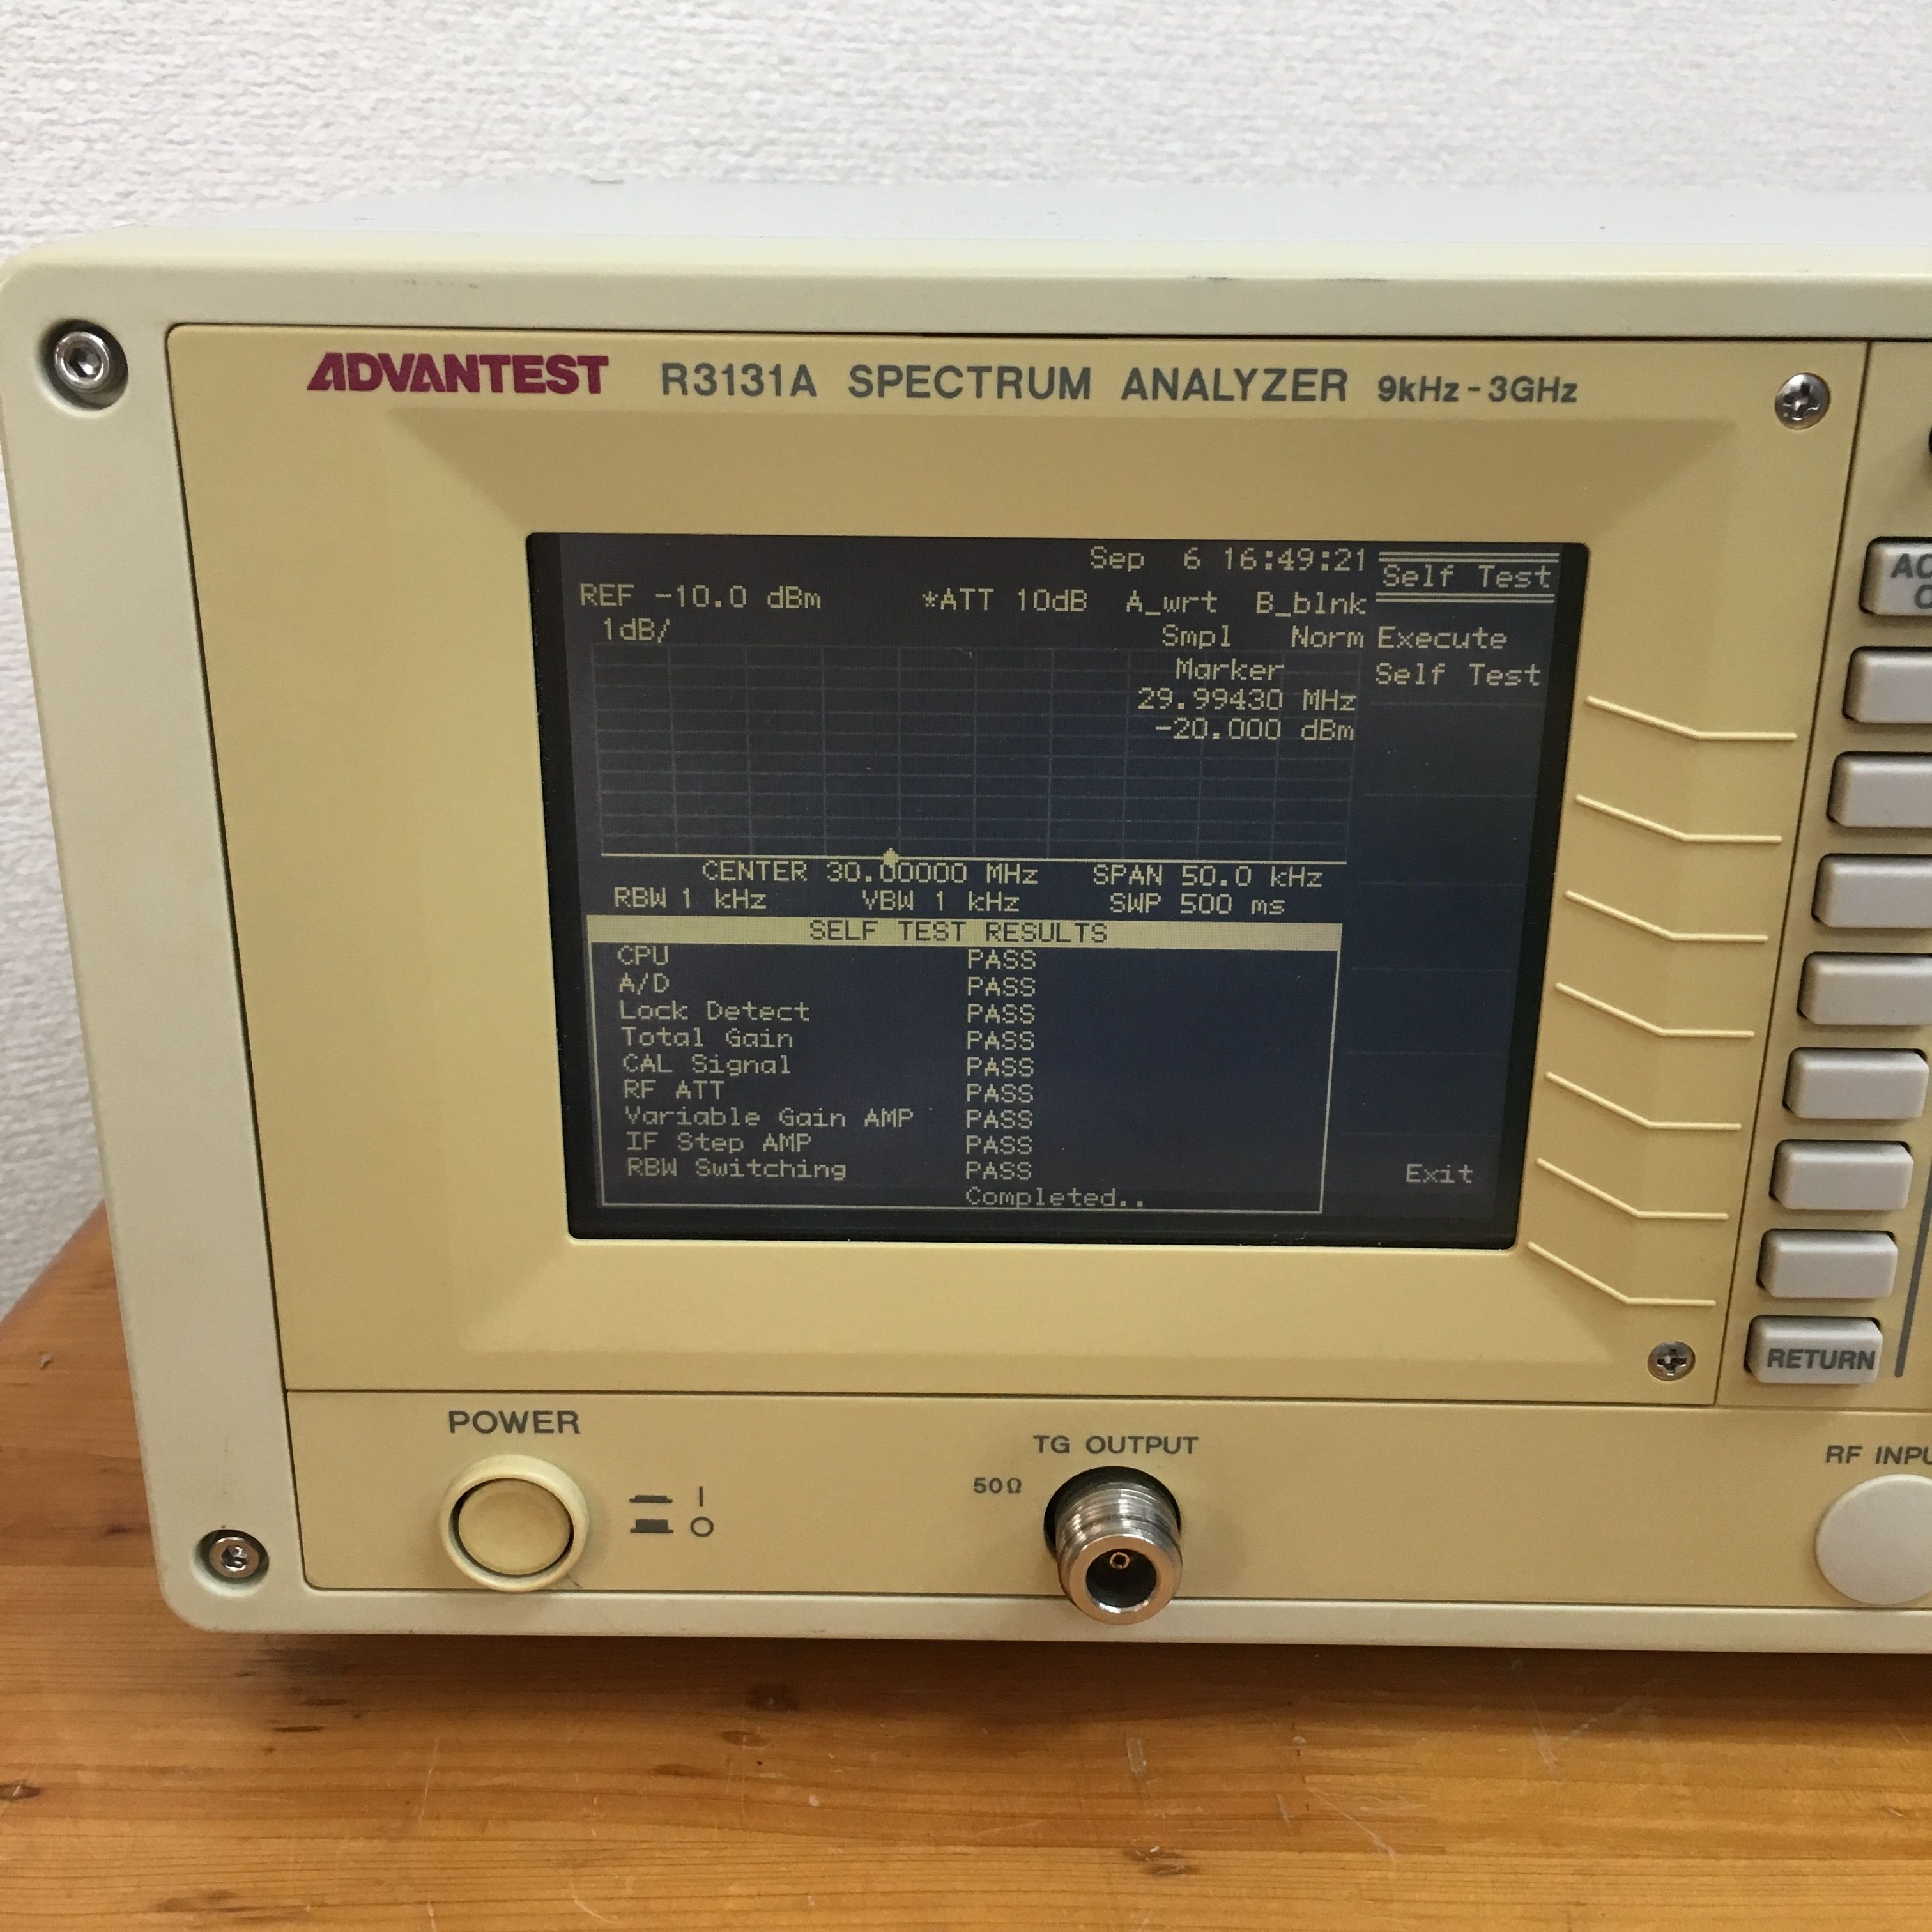 ADVANTEST R3131A SPECTRUM ANALYZER 9kHz-3GHz
Sep 6 16:49:21
Self Test
REF -10.0 dBm *ATT 10dB A_wrt B_blnk
1dB/ Smpl Norm
Execute
Self Test
Marker
29.99430 MHz
-20.000 dBm
CENTER 30.00000 MHz SPAN 50.0 kHz
RBW 1 kHz VBW 1 kHz SWP 500 ms
SELF TEST RESULTS
CPU PASS
A/D PASS
Lock Detect PASS
Total Gain PASS
CAL Signal PASS
RF ATT PASS
Variable Gain AMP PASS
IF Step AMP PASS
RBW Switching PASS
Completed..
Exit
RETURN
POWER
TG OUTPUT
50Ω
RF